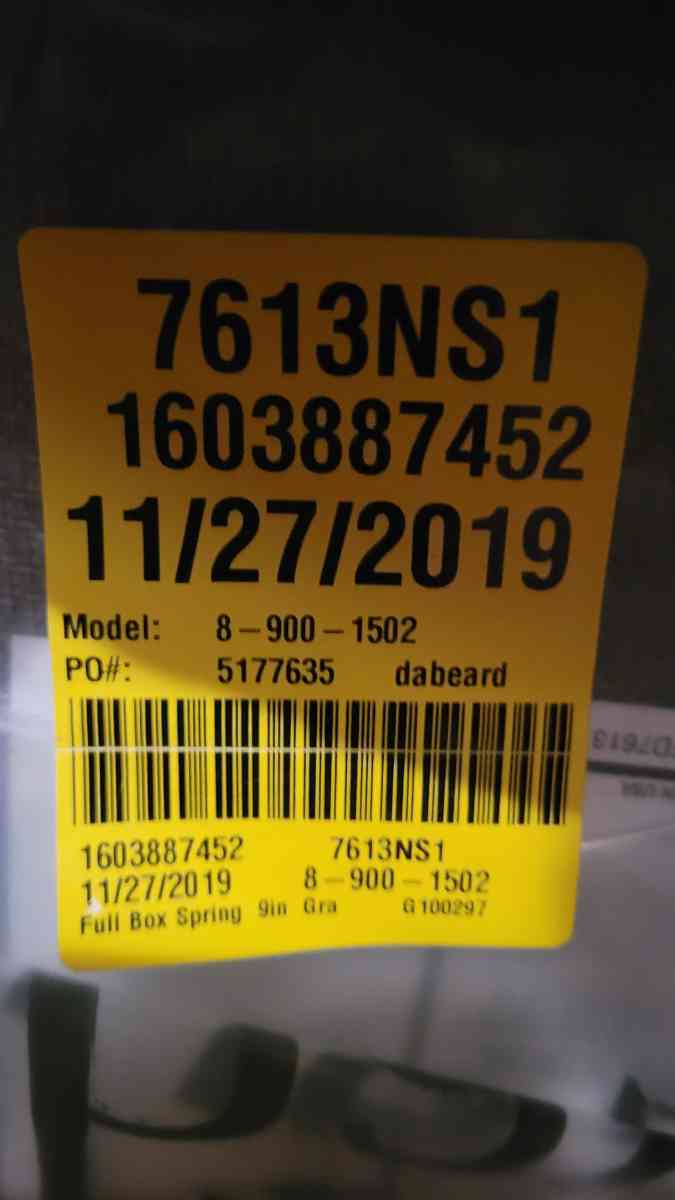 7613NS1
1603887452
11/27/2019
Model: 8-900-1502
PO#: 5177635 dabeard
1603887452 7613NS1
11/27/2019 8-900-1502
Full Box Spring 9in Gra G100297